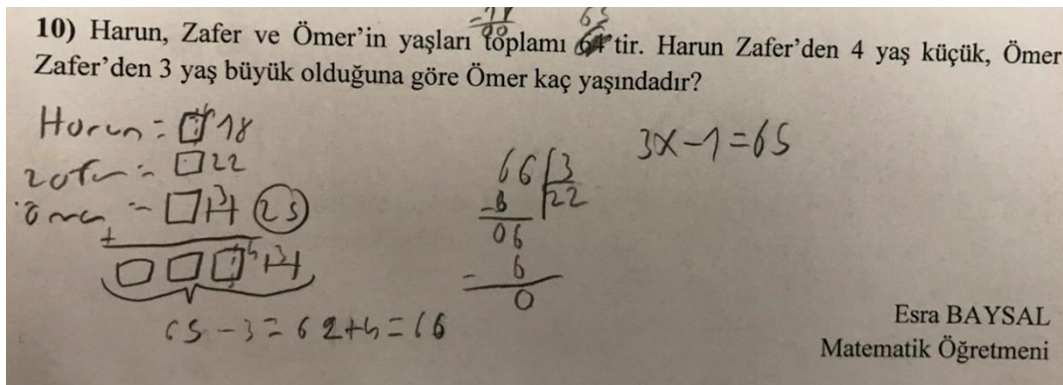 65
10) Harun, Zafer ve Ömer'in yaşları toplamı 64'tir. Harun Zafer'den 4 yaş küçük, Ömer
Zafer'den 3 yaş büyük olduğuna göre Ömer kaç yaşındadır?
Harun = 18
Zafer = 22
Ömer = 25
3x-1=65
66 3
-6 22
06
- 6
0
65-3=62+4=66
Esra BAYSAL
Matematik Öğretmeni